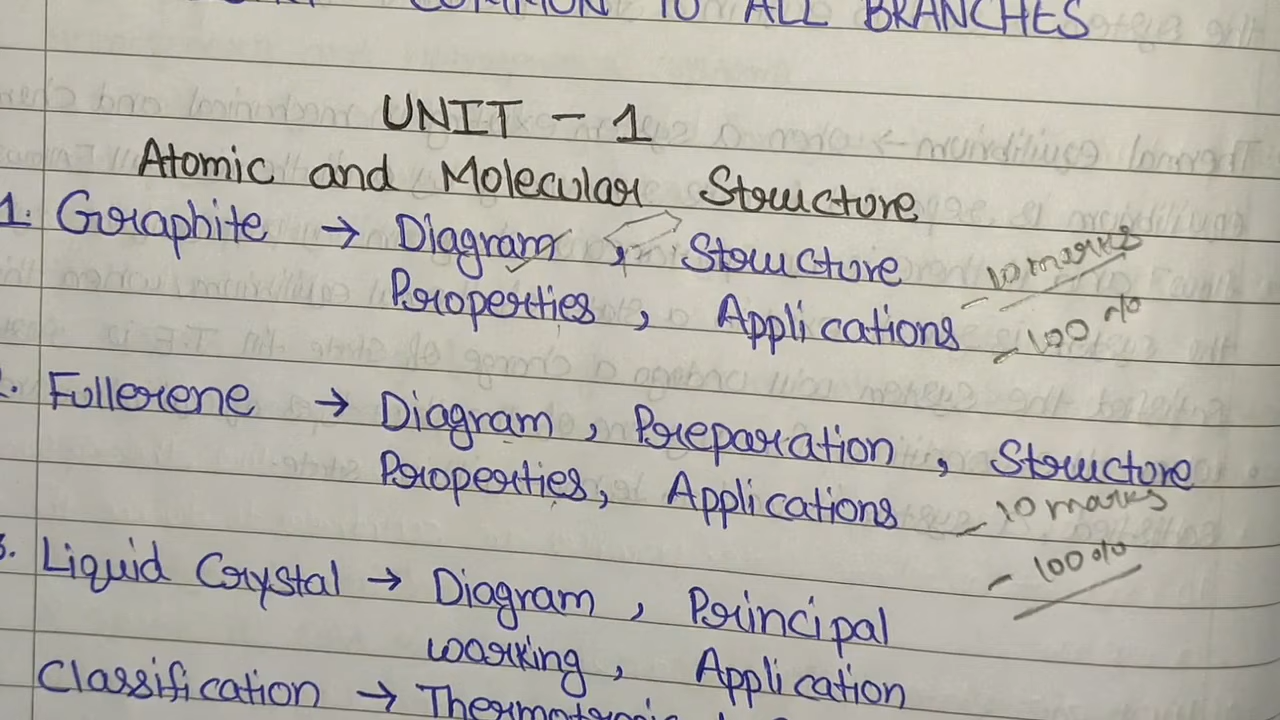 COMMON TO ALL BRANCHES
UNIT - 1
Atomic and Molecular Structure
1. Graphite → Diagram, Structure
Properties, Applications - 10 marks
- 100 %
Fullerene → Diagram, Preparation, Structure
Properties, Applications - 10 marks
- 100 %
3. Liquid Crystal → Diagram, Principal
working, Application
Classification →